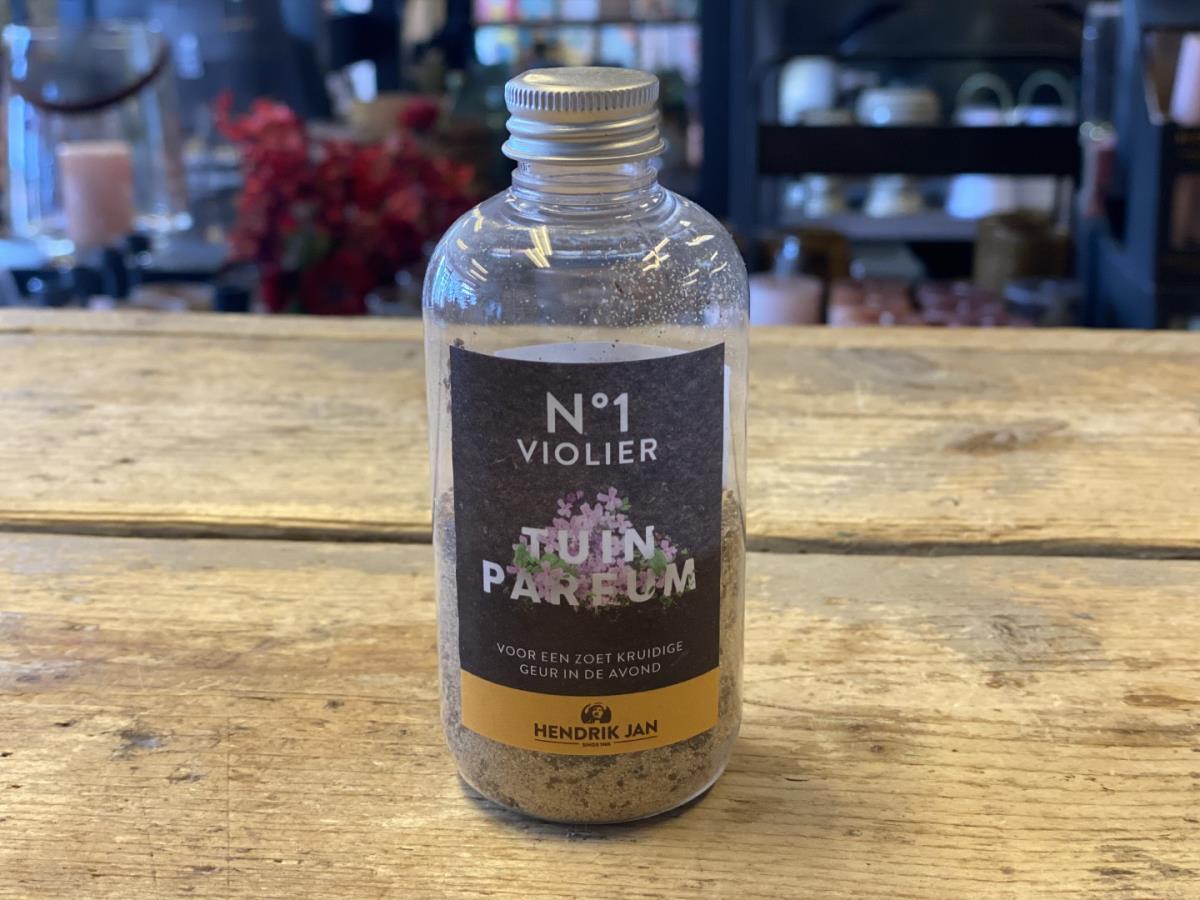 N°1
VIOLIER
TUIN
PARFUM
VOOR EEN ZOET KRUIDIGE
GEUR IN DE AVOND
HENDRIK JAN